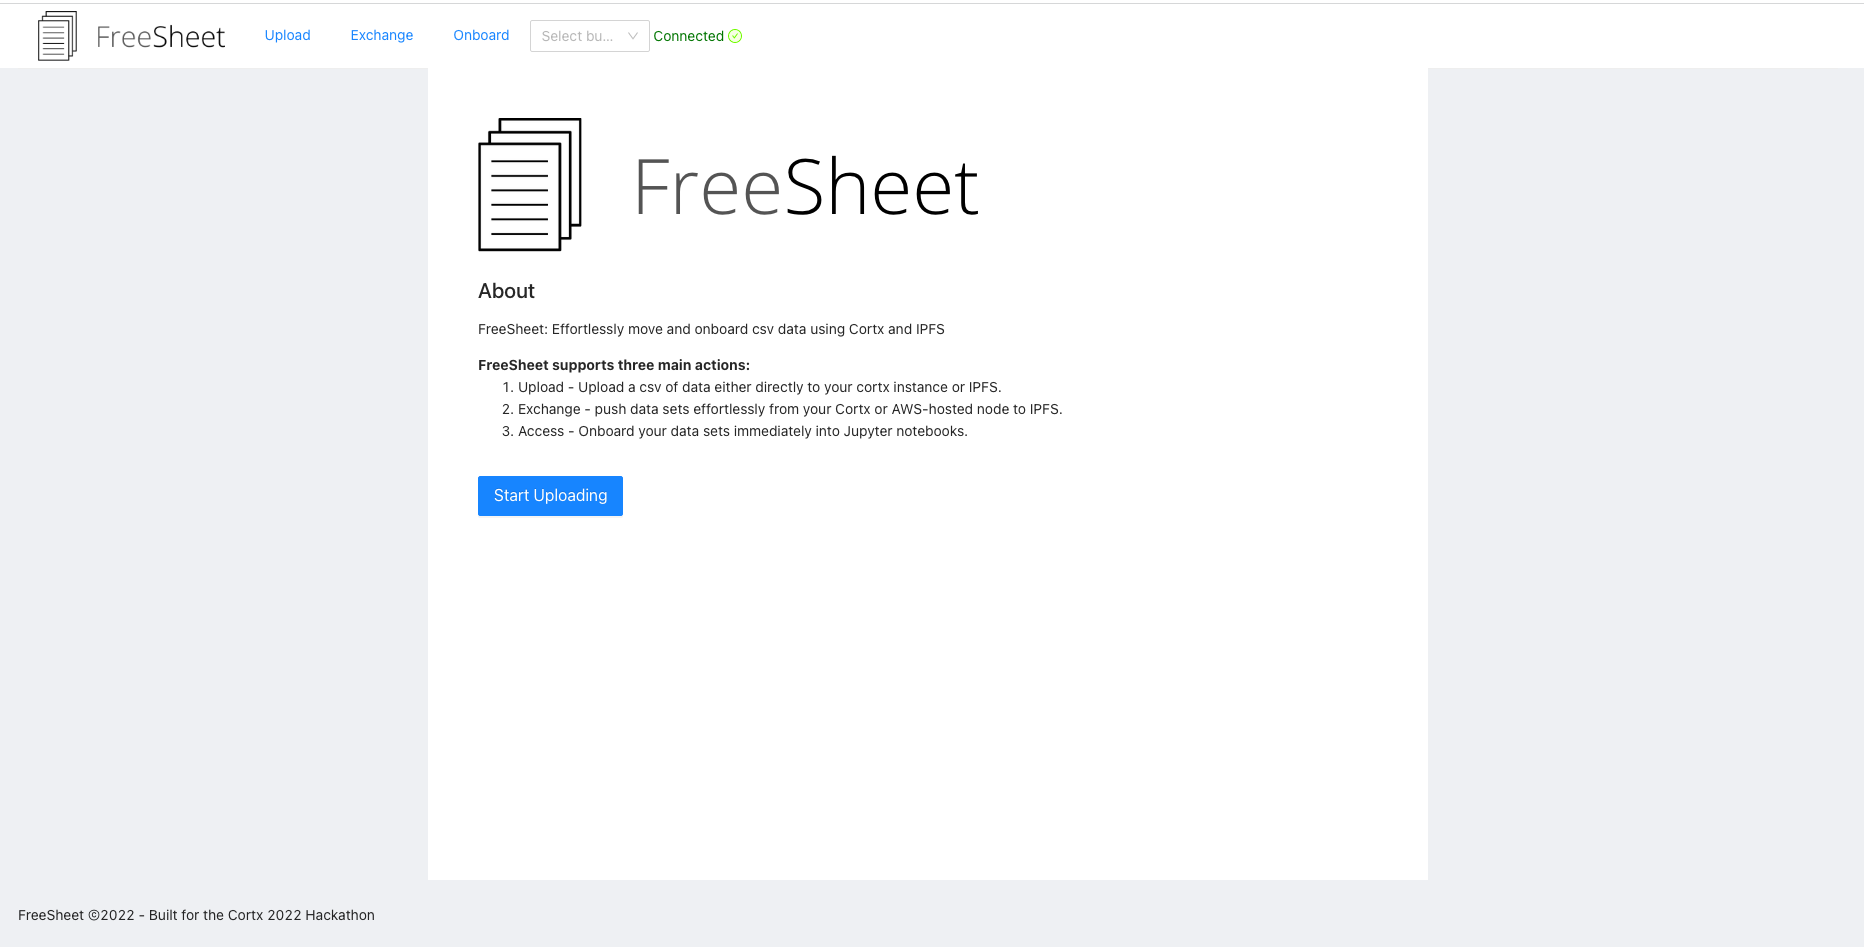 FreeSheet Upload Exchange Onboard Select bu... Connected
FreeSheet
About
FreeSheet: Effortlessly move and onboard csv data using Cortx and IPFS
FreeSheet supports three main actions:
1. Upload - Upload a csv of data either directly to your cortx instance or IPFS.
2. Exchange - push data sets effortlessly from your Cortx or AWS-hosted node to IPFS.
3. Access - Onboard your data sets immediately into Jupyter notebooks.
Start Uploading
FreeSheet ©2022 - Built for the Cortx 2022 Hackathon